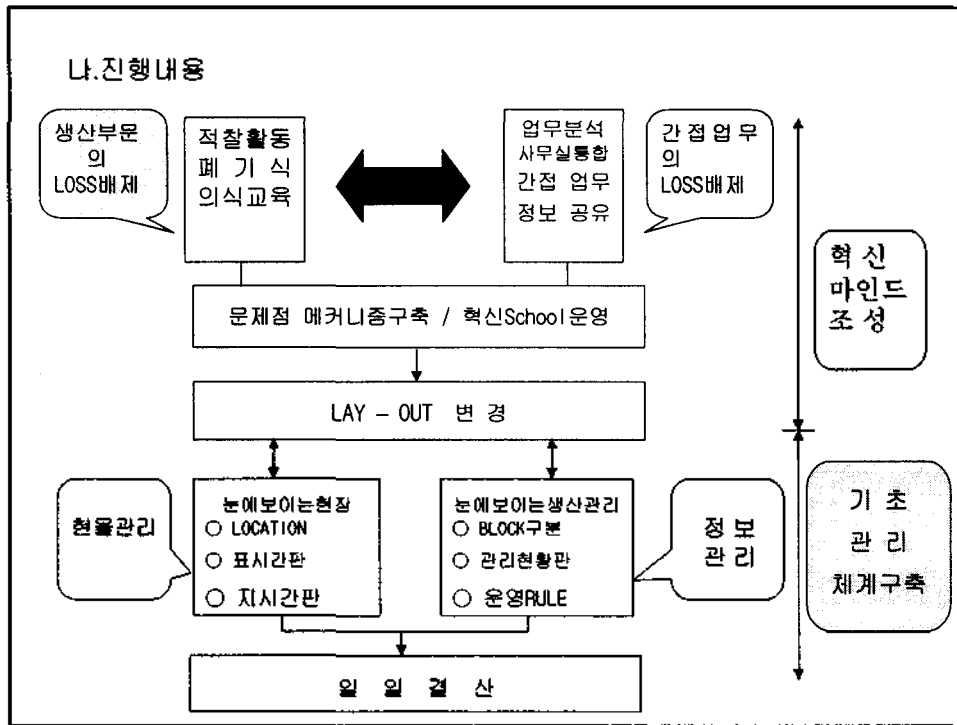 나.진행내용
생산부문
의
LOSS배제
적찰활동
폐 기 식
의식교육
업무분석
사무실통합
간접 업무
정보 공유
간 접 업 무
의
LOSS배제
혁 신
마인드
조 성
문제점 메커니즘구축 / 혁신School운영
LAY - OUT 변 경
현물관리
눈에보이는현장
○ LOCATION
○ 표시간판
○ 지시간판
눈에보이는생산관리
○ BLOCK구분
○ 관리현황판
○ 운영RULE
정 보
관 리
기 초
관 리
체계구축
일 일 결 산